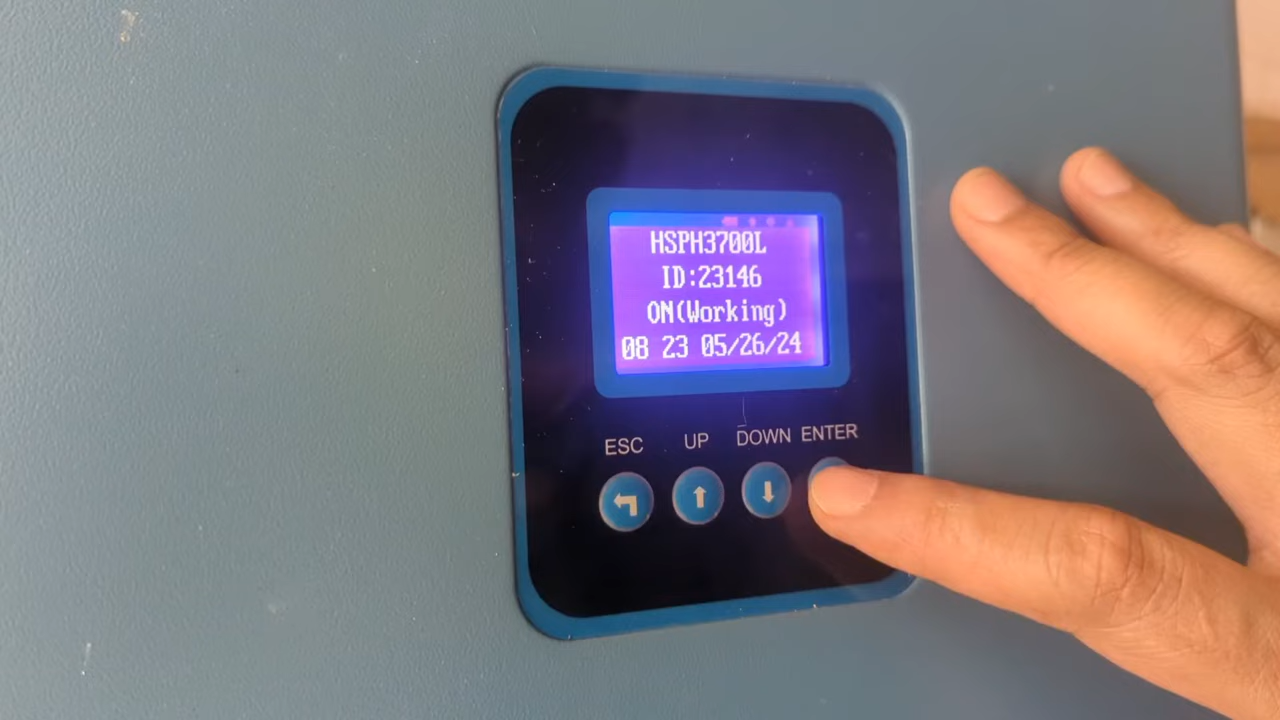 HSPH3700L
ID:23146
ON(Working)
08 23 05/26/24
ESC UP DOWN ENTER